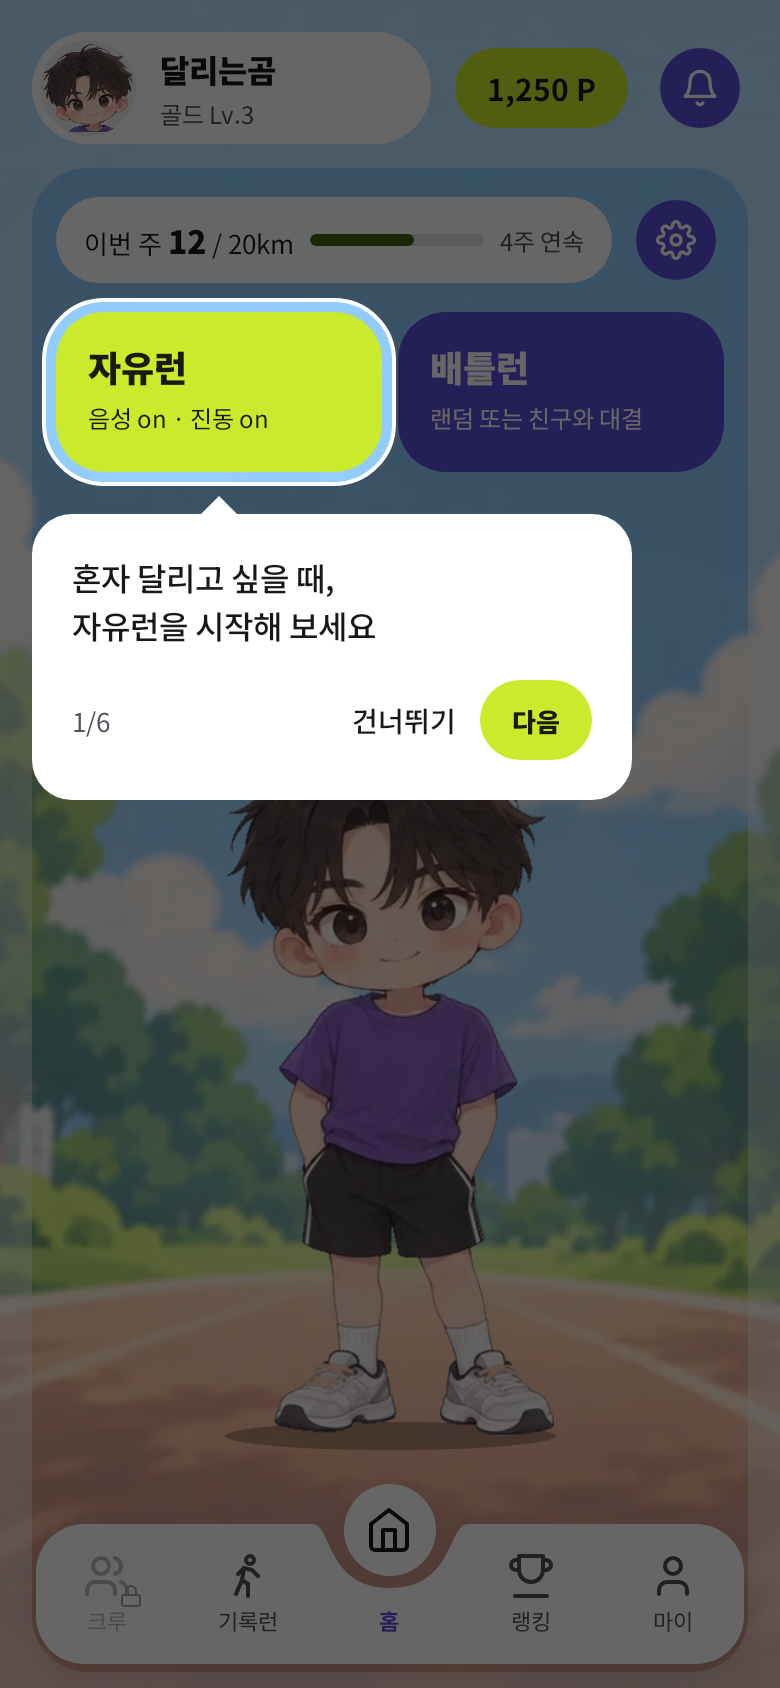 달리는곰
골드 Lv.3
1,250 P
이번 주 12 / 20km
4주 연속
자유런
음성 on · 진동 on
배틀런
랜덤 또는 친구와 대결
혼자 달리고 싶을 때,
자유런을 시작해 보세요
1/6
건너뛰기
다음
크루
기록런
홈
랭킹
마이